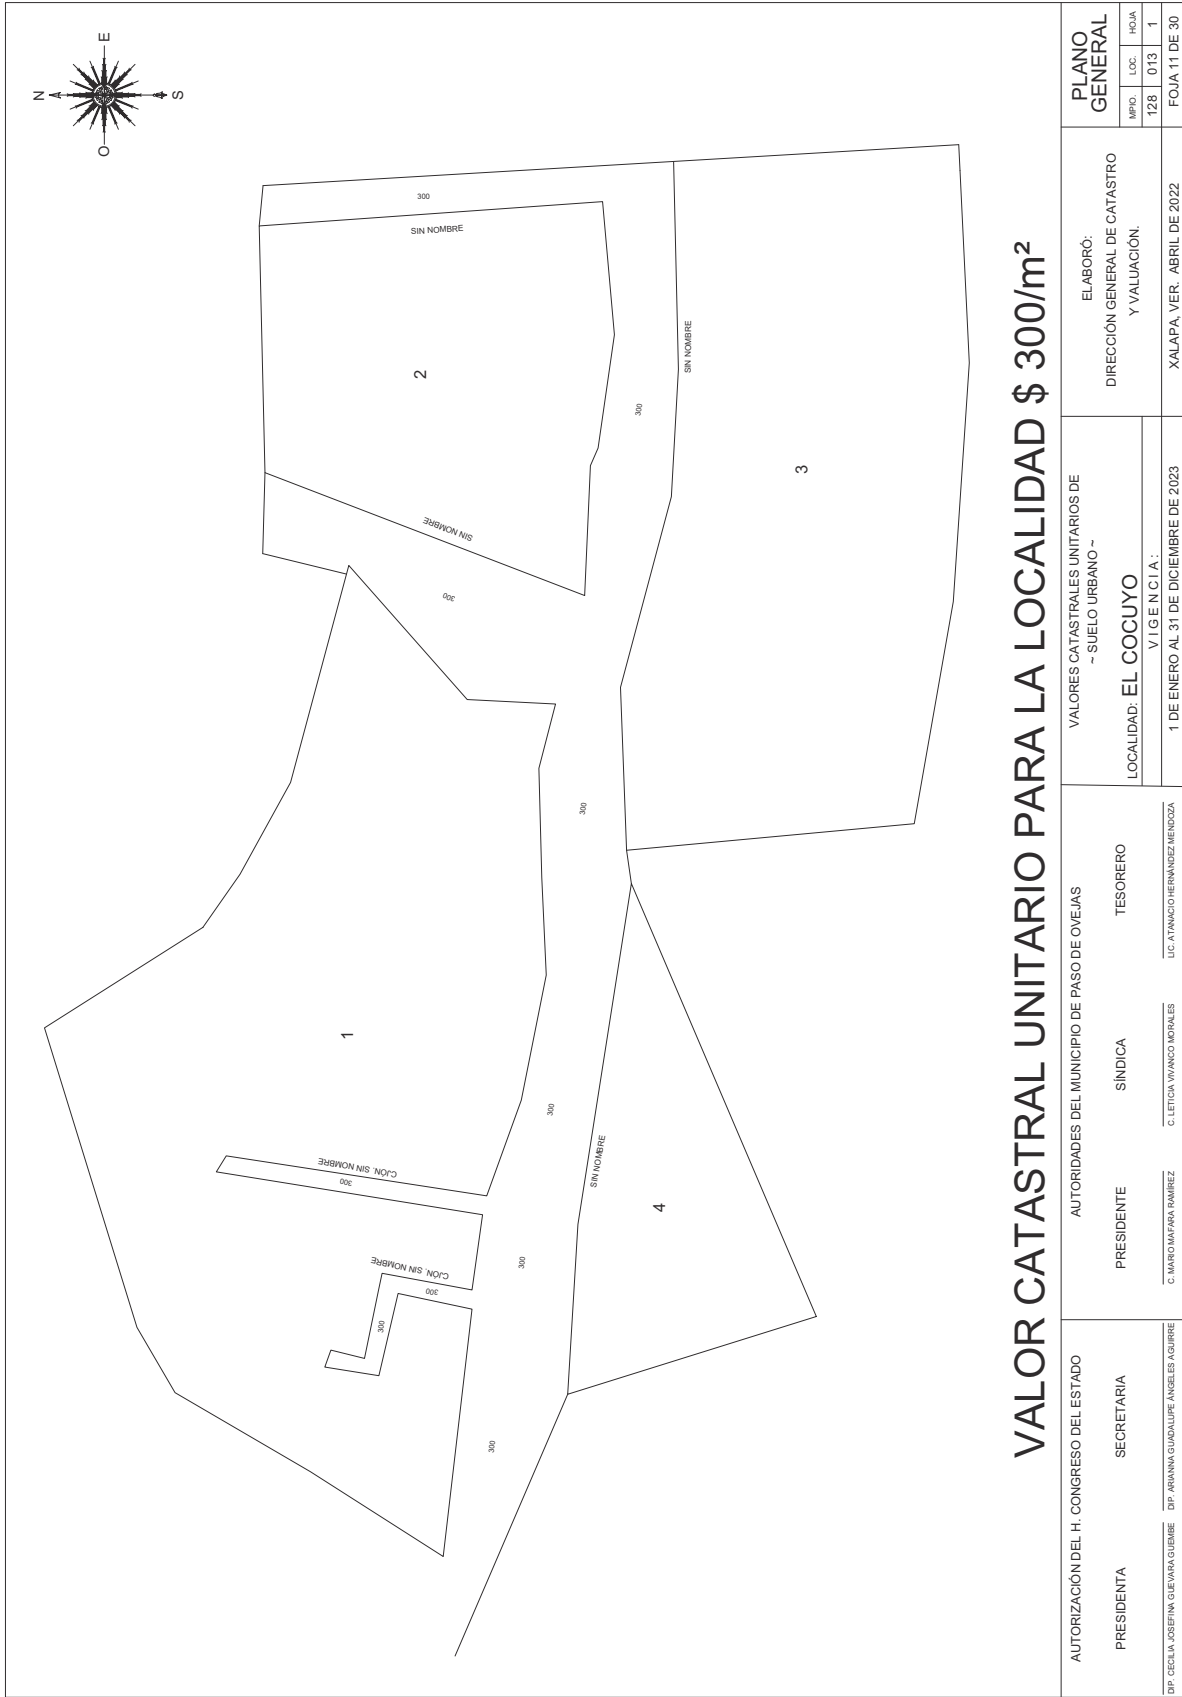 N
O
E
S
300
SIN NOMBRE
2
SIN NOMBRE
300
300
SIN NOMBRE
3
1
300
CJÓN. SIN NOMBRE
300
CJÓN. SIN NOMBRE
300
300
300
300
300
SIN NOMBRE
4
VALOR CATASTRAL UNITARIO PARA LA LOCALIDAD $ 300/m²
AUTORIZACIÓN DEL H. CONGRESO DEL ESTADO
PRESIDENTA
SECRETARIA
DIP. CECILIA JOSEFINA GUEVARA GUEMBE
DIP. ARIANNA GUADALUPE ÁNGELES AGUIRRE
AUTORIDADES DEL MUNICIPIO DE PASO DE OVEJAS
PRESIDENTE
SÍNDICA
TESORERO
C. MARIO MAFARA RAMÍREZ
C. LETICIA VIVANCO MORALES
LIC. ATANACIO HERNÁNDEZ MENDOZA
VALORES CATASTRALES UNITARIOS DE
~ SUELO URBANO ~
LOCALIDAD: EL COCUYO
V I G E N C I A :
1 DE ENERO AL 31 DE DICIEMBRE DE 2023
ELABORÓ:
DIRECCIÓN GENERAL DE CATASTRO
Y VALUACIÓN.
XALAPA, VER. ABRIL DE 2022
PLANO
GENERAL
MPIO. LOC. HOJA
128 013 1
FOJA 11 DE 30